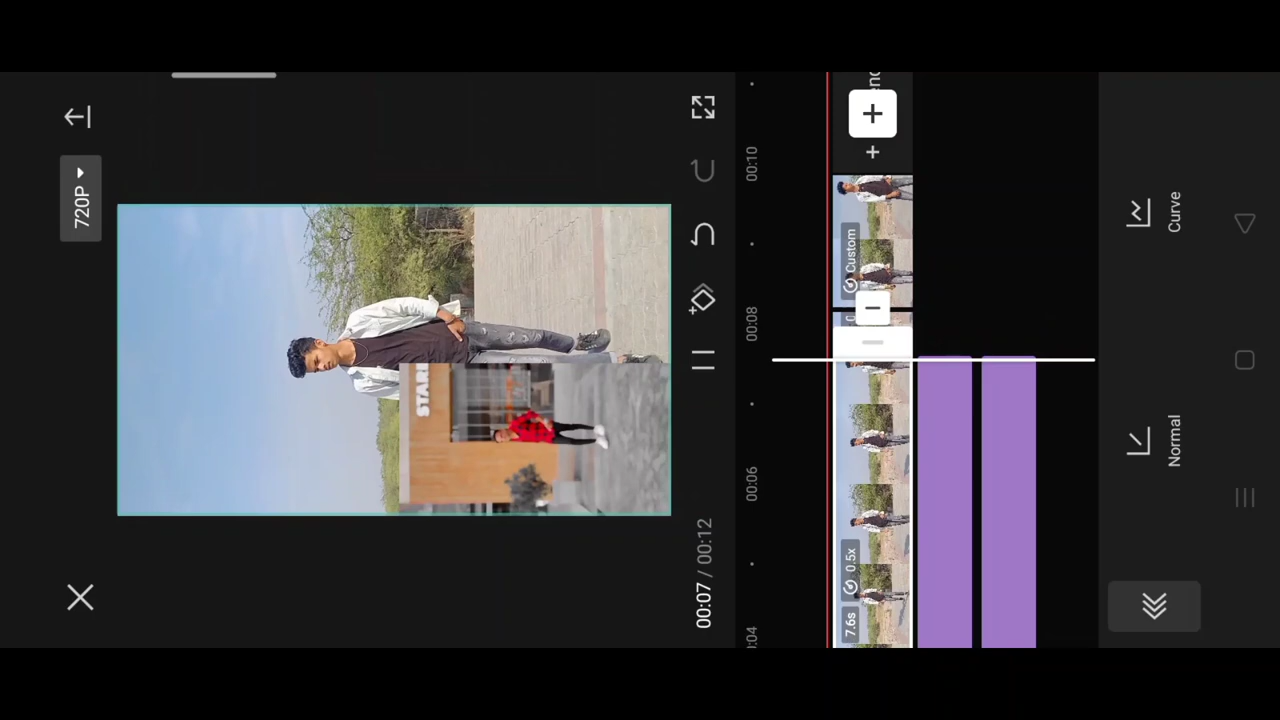 720P
STAR
00:07 / 00:12
00:04
00:06
00:08
00:10
7.6s
0.5x
Custom
Normal
Curve